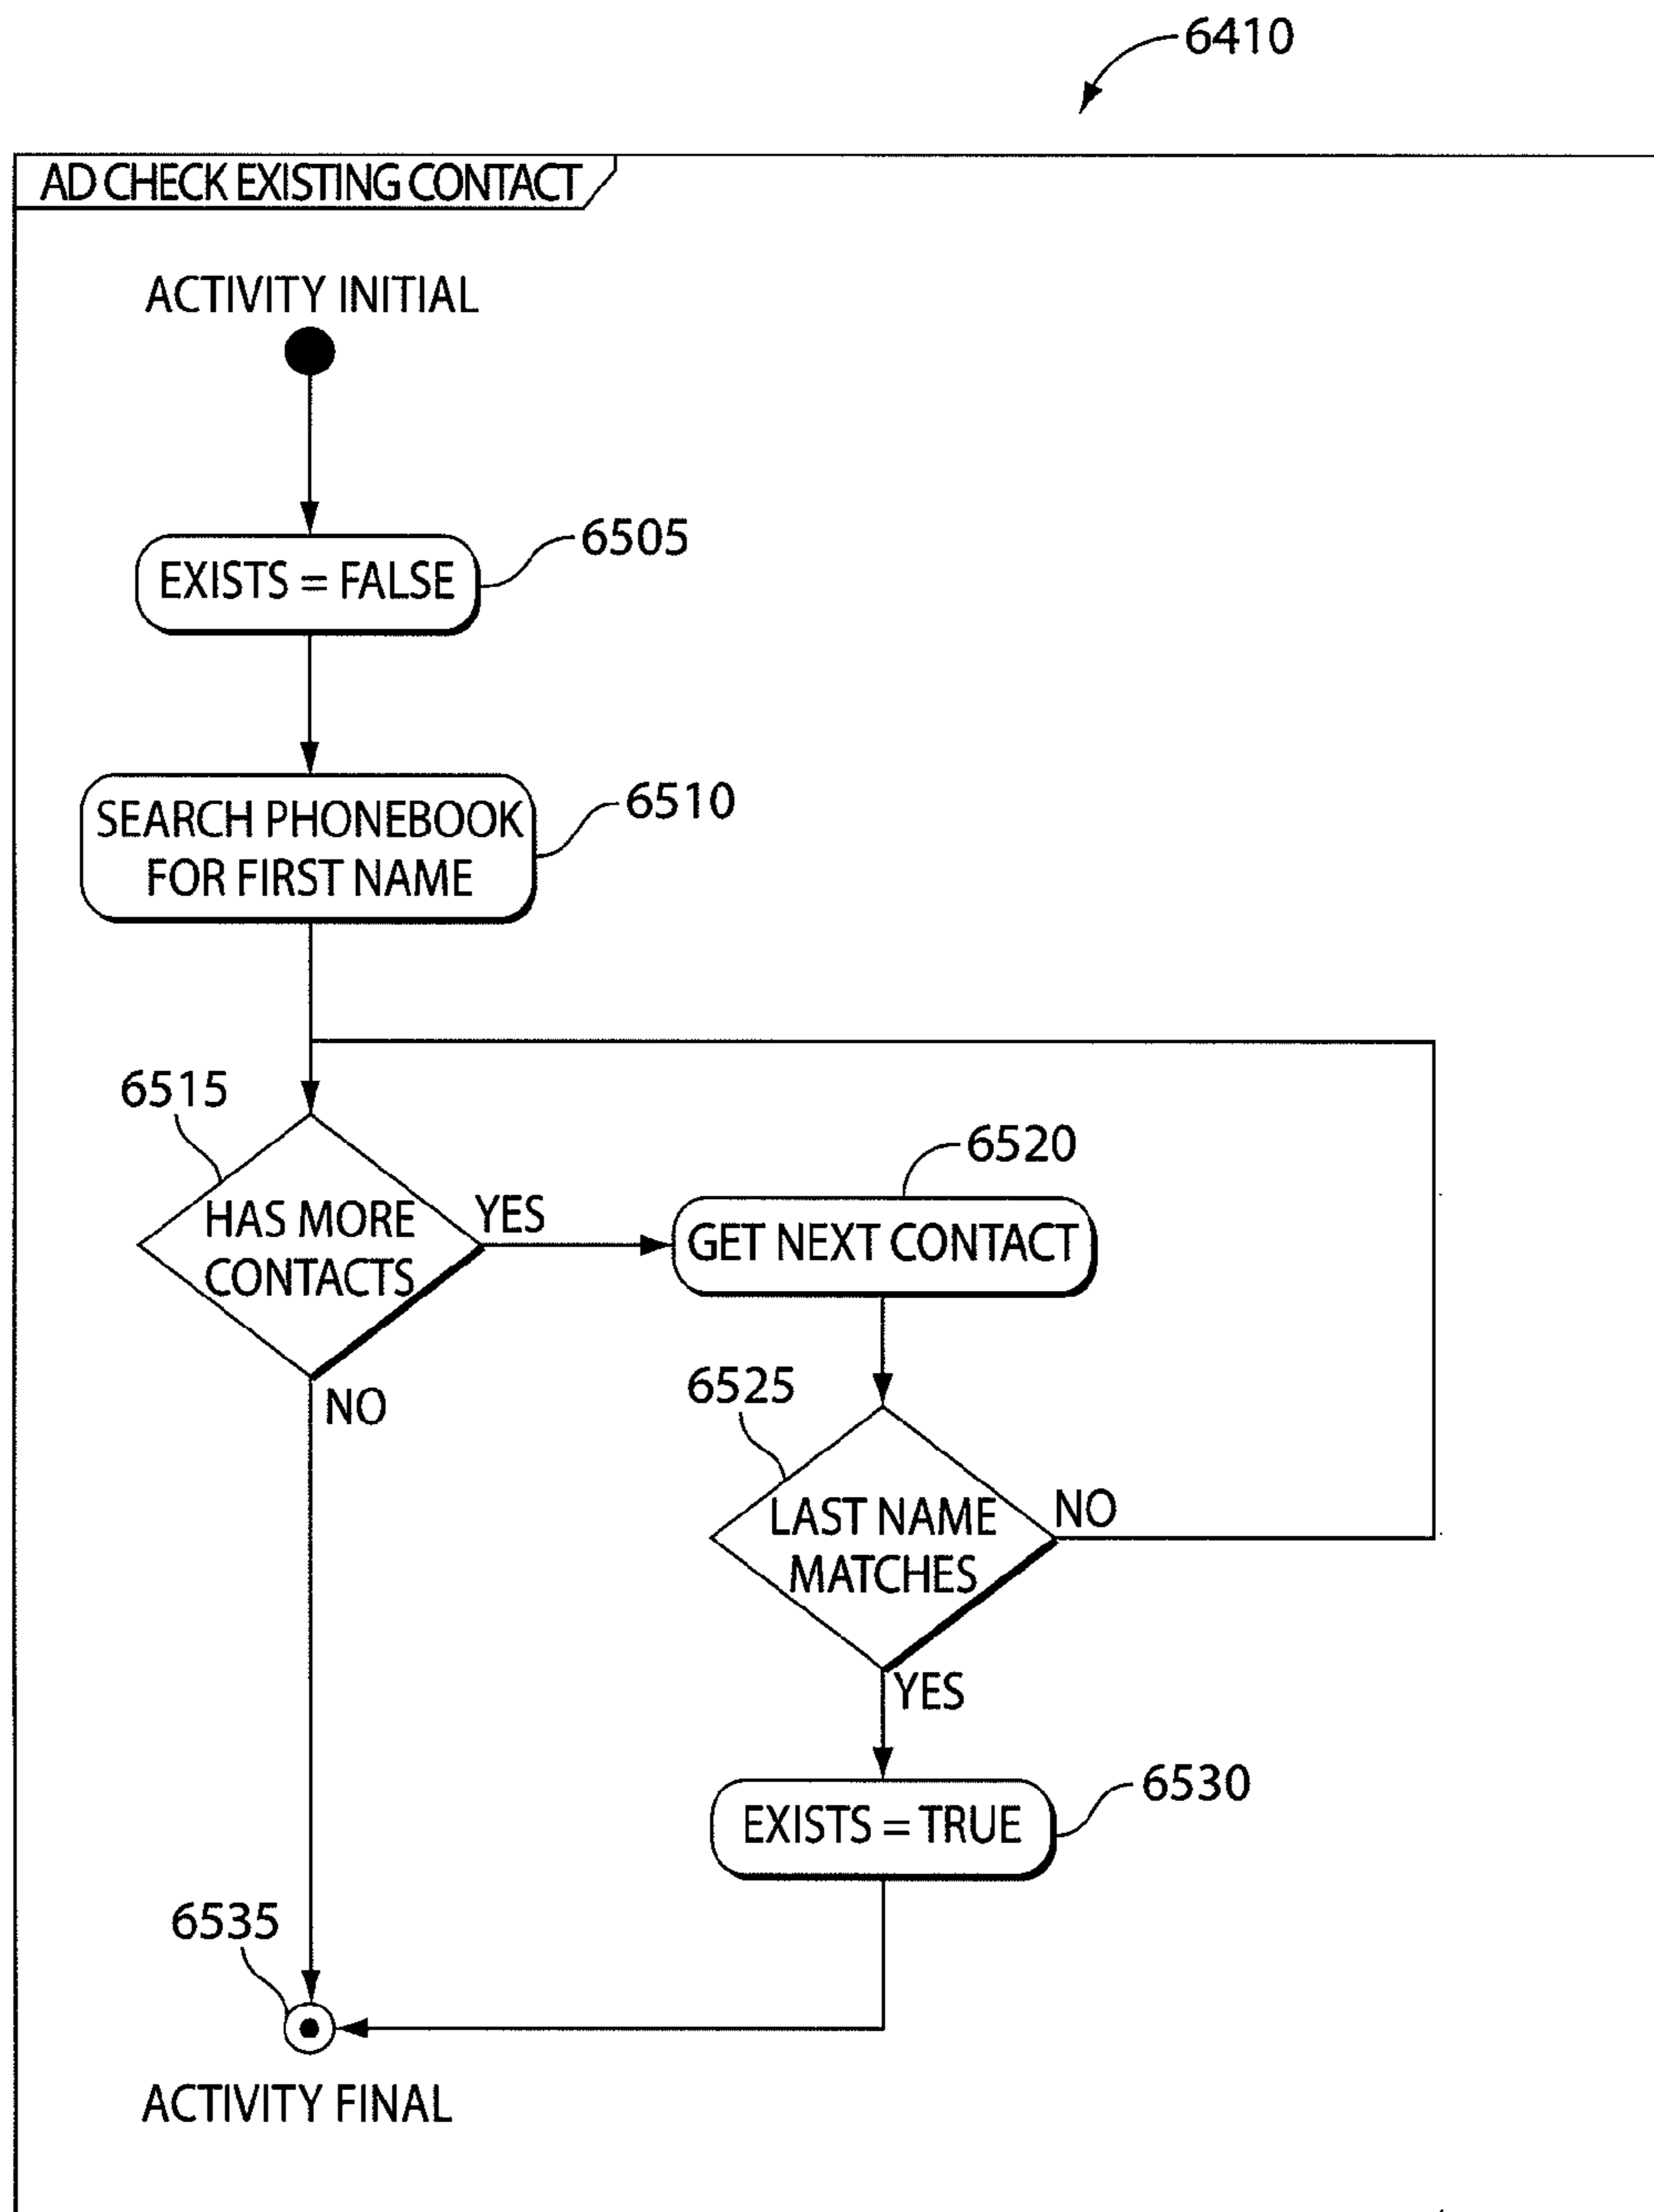 6410
AD CHECK EXISTING CONTACT
ACTIVITY INITIAL
6505
EXISTS = FALSE
6510
SEARCH PHONEBOOK
FOR FIRST NAME
6515
HAS MORE
CONTACTS
YES
NO
6520
GET NEXT CONTACT
6525
LAST NAME
MATCHES
NO
YES
6530
EXISTS = TRUE
6535
ACTIVITY FINAL